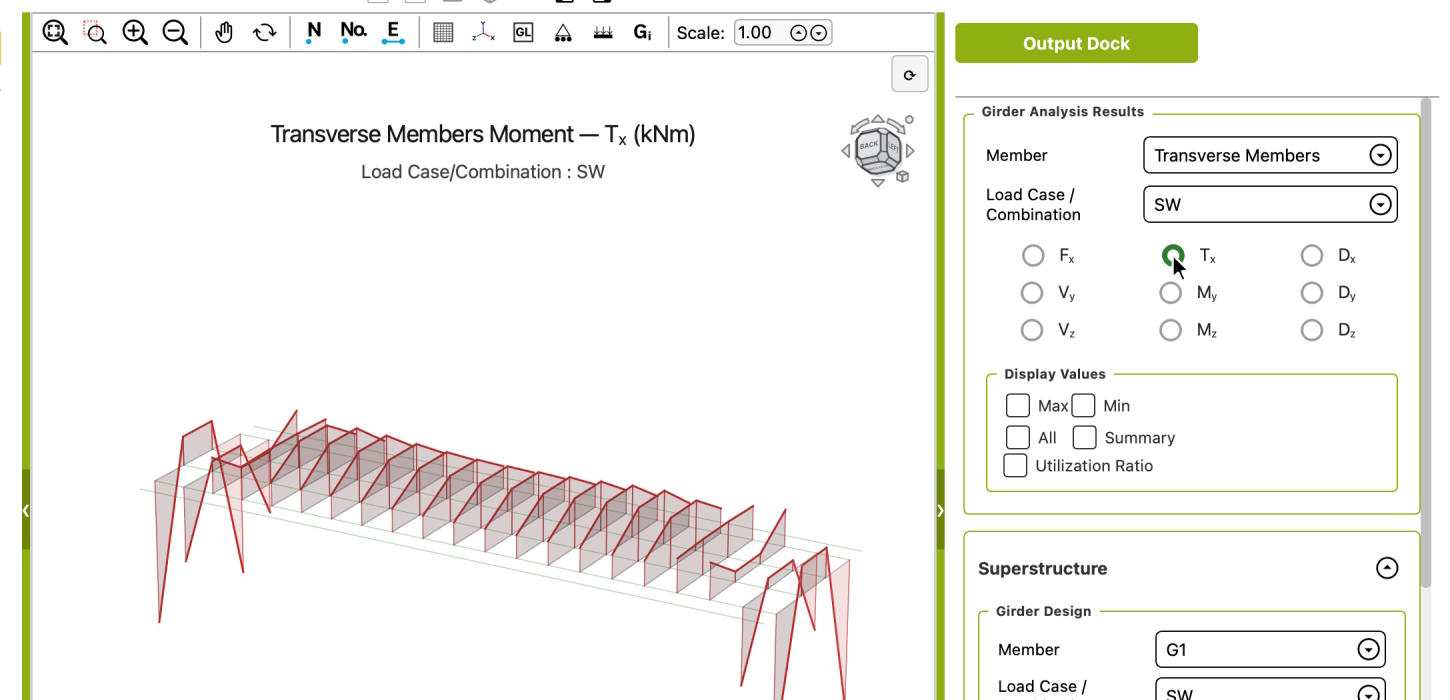 N No. E GL Gi Scale: 1.00
Output Dock
Transverse Members Moment — Tx (kNm)
Load Case/Combination : SW
BACK LEFT
Girder Analysis Results
Member Transverse Members
Load Case / Combination SW
Fx Tx Dx
Vy My Dy
Vz Mz Dz
Display Values
Max Min
All Summary
Utilization Ratio
Superstructure
Girder Design
Member G1
Load Case / SW